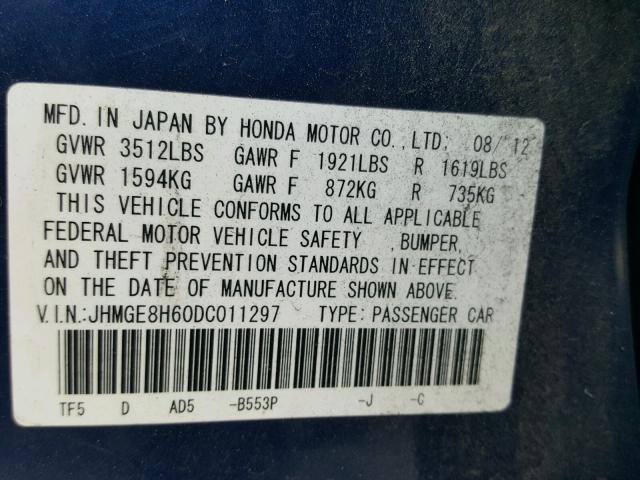 MFD. IN JAPAN BY HONDA MOTOR CO.,LTD: 08/12
GVWR 3512LBS GAWR F 1921LBS R 1619LBS
GVWR 1594KG GAWR F 872KG R 735KG
THIS VEHICLE CONFORMS TO ALL APPLICABLE
FEDERAL MOTOR VEHICLE SAFETY ,BUMPER,
AND THEFT PREVENTION STANDARDS IN EFFECT
ON THE DATE OF MANUFACTURE SHOWN ABOVE.
V.I.N.:JHMGE8H60DC011297 TYPE: PASSENGER CAR
TF5 D AD5 -B553P -J -C